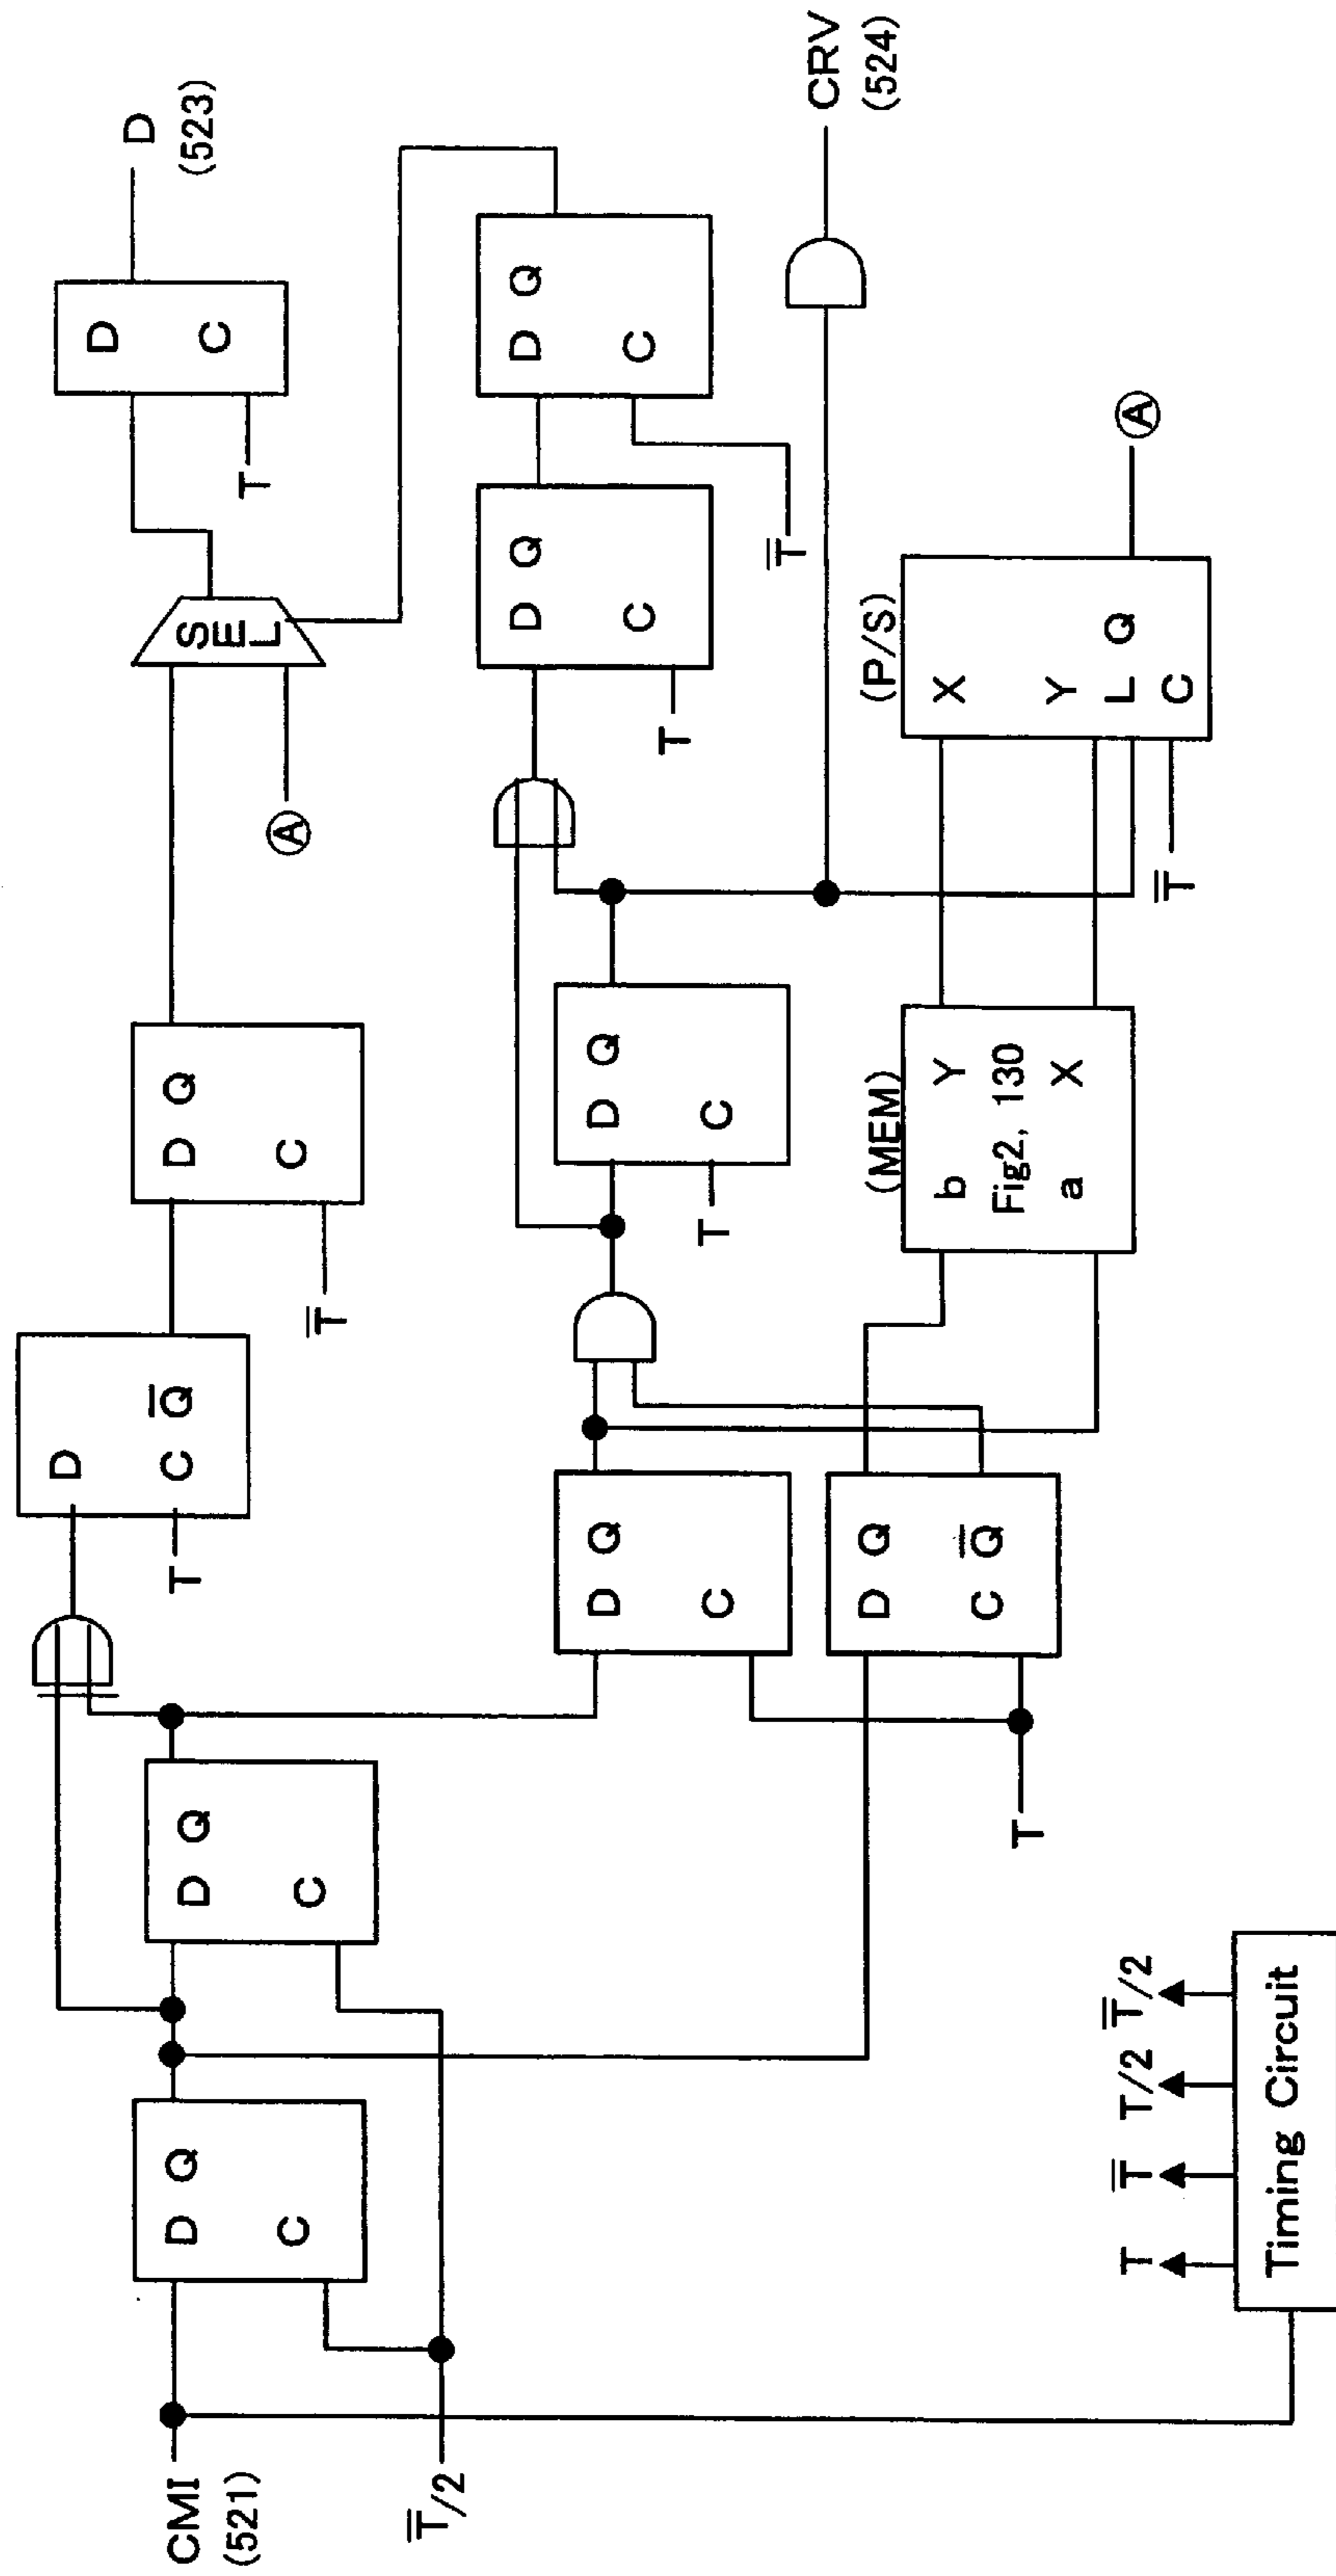 CMI
(521)
T̅/2
D Q
C
D Q
C
D
C Q̅
T
D Q
C
T̅
SEL
Ⓐ
D
C
T
D
(523)
D Q
C
D Q
C Q̅
T
D Q
C
T
D Q
C
T
D Q
C
T̅
CRV
(524)
(MEM)
b Y
Fig2, 130
a X
(P/S)
X
Y
L Q
C
T̅
Ⓐ
T T̅ T/2 T̅/2
Timing Circuit